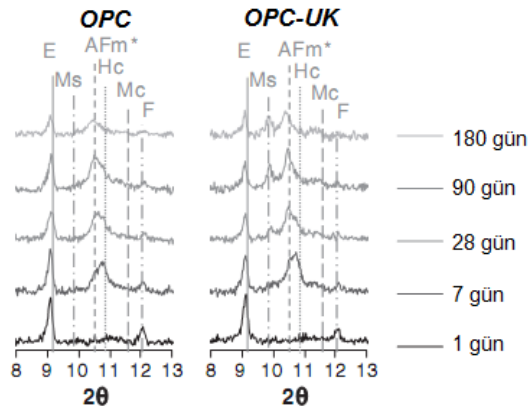 OPC
OPC-UK
E Ms AFm* Hc Mc F
E Ms AFm* Hc Mc F
180 gün
90 gün
28 gün
7 gün
1 gün
8 9 10 11 12 13
8 9 10 11 12 13
2θ
2θ